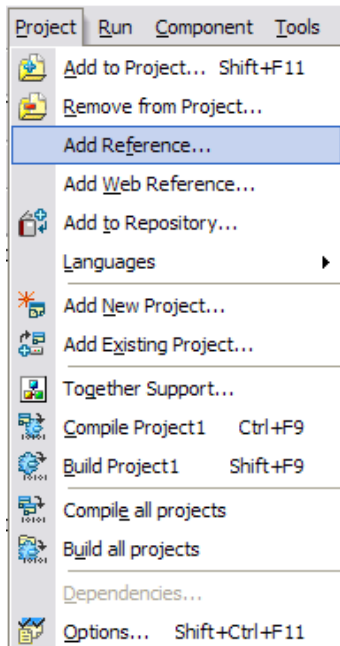 Project Run Component Tools
Add to Project... Shift+F11
Remove from Project...
Add Reference...
Add Web Reference...
Add to Repository...
Languages
Add New Project...
Add Existing Project...
Together Support...
Compile Project1 Ctrl+F9
Build Project1 Shift+F9
Compile all projects
Build all projects
Dependencies...
Options... Shift+Ctrl+F11